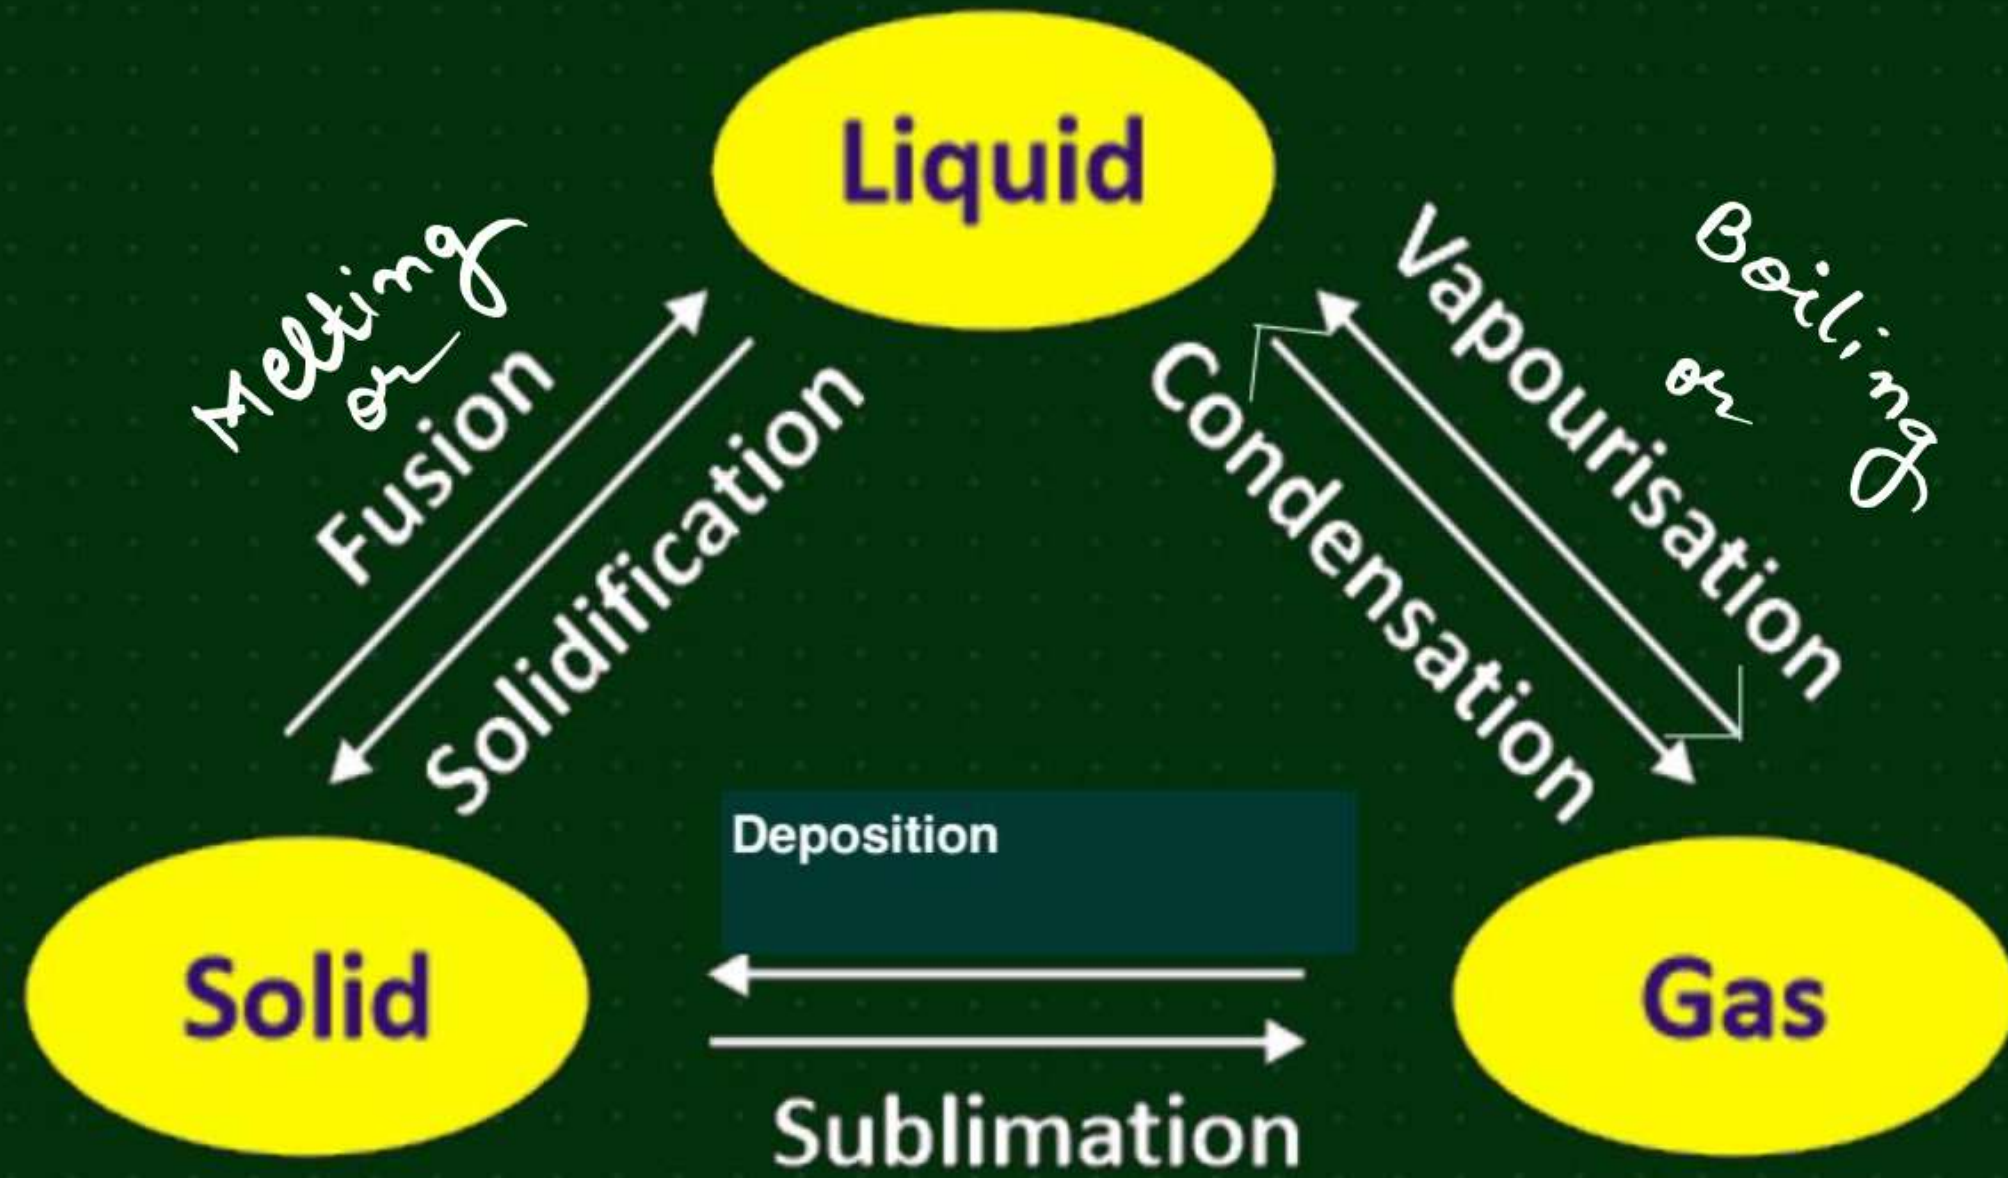 Liquid
Melting
or
Fusion
Solidification
Vapourisation
Boiling
or
Condensation
Deposition
Solid
Gas
Sublimation